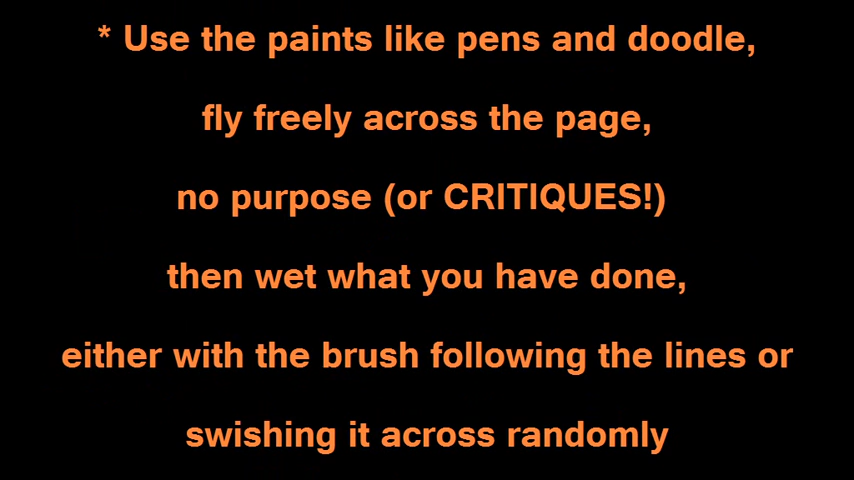 * Use the paints like pens and doodle,
fly freely across the page,
no purpose (or CRITIQUES!)
then wet what you have done,
either with the brush following the lines or
swishing it across randomly